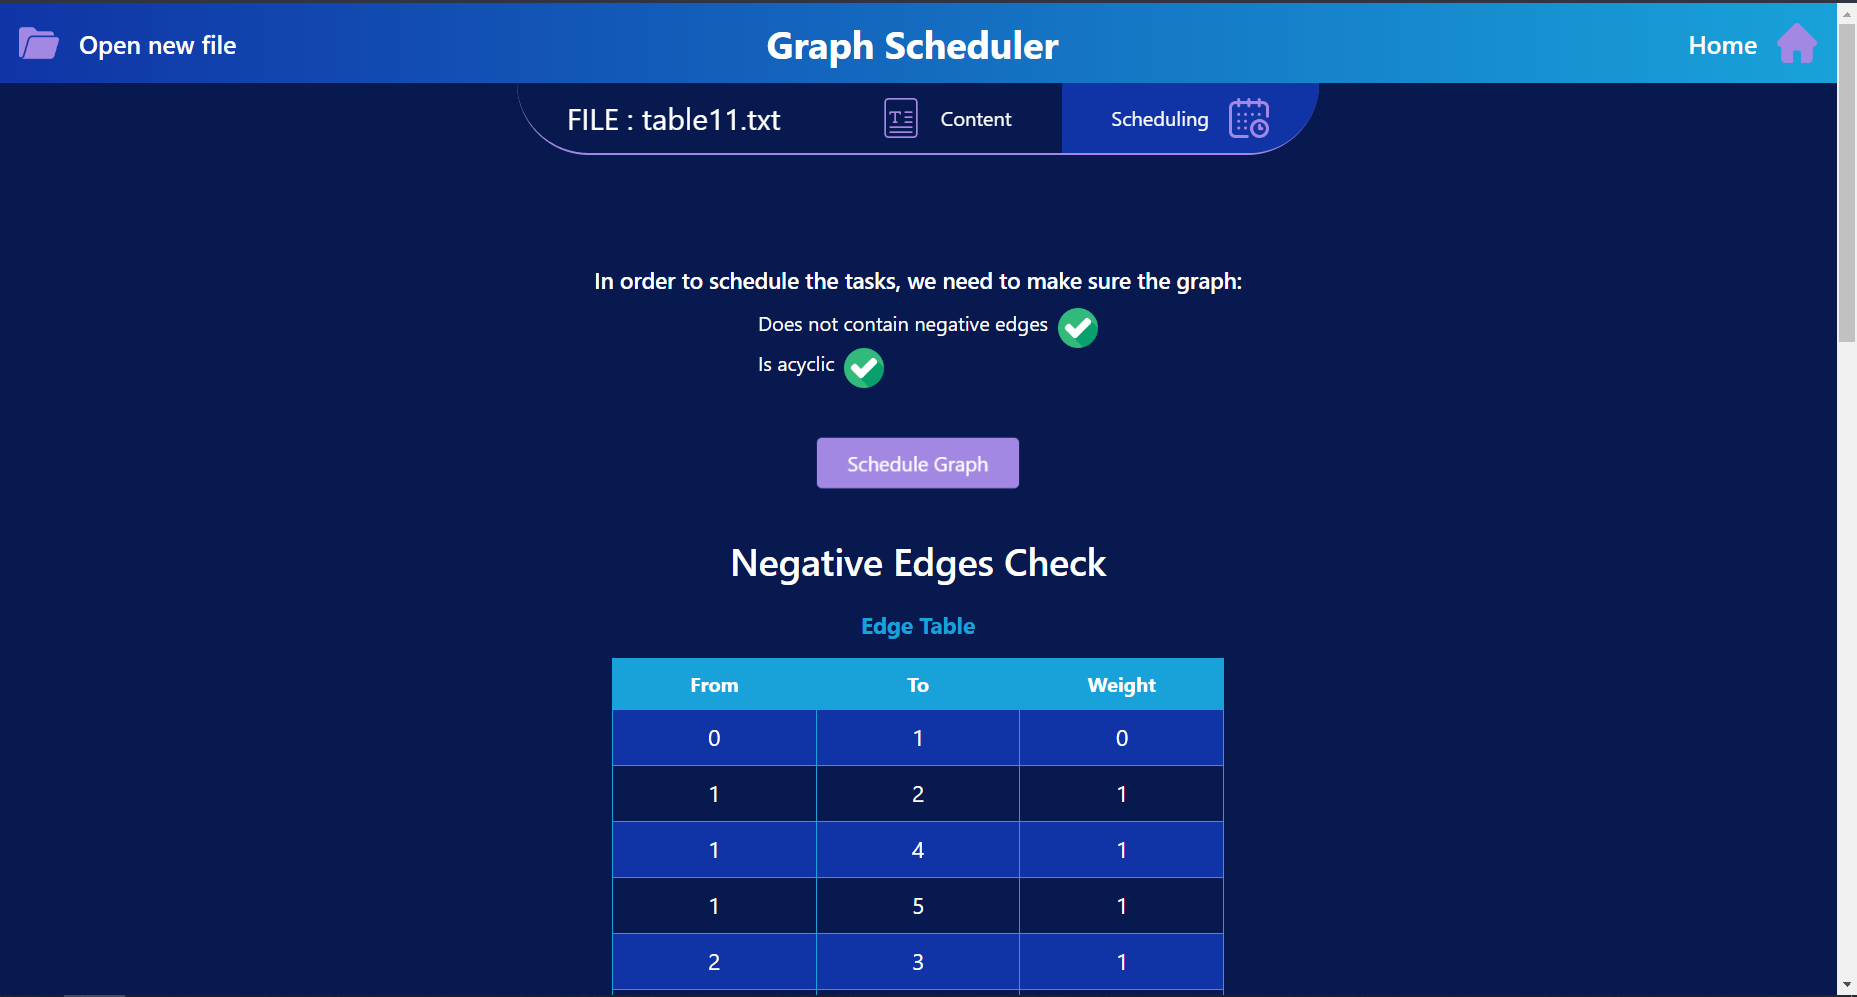 Open new file
Graph Scheduler
Home
FILE : table11.txt
Content
Scheduling
In order to schedule the tasks, we need to make sure the graph:
Does not contain negative edges
Is acyclic
Schedule Graph
Negative Edges Check
Edge Table
From To Weight
0 1 0
1 2 1
1 4 1
1 5 1
2 3 1